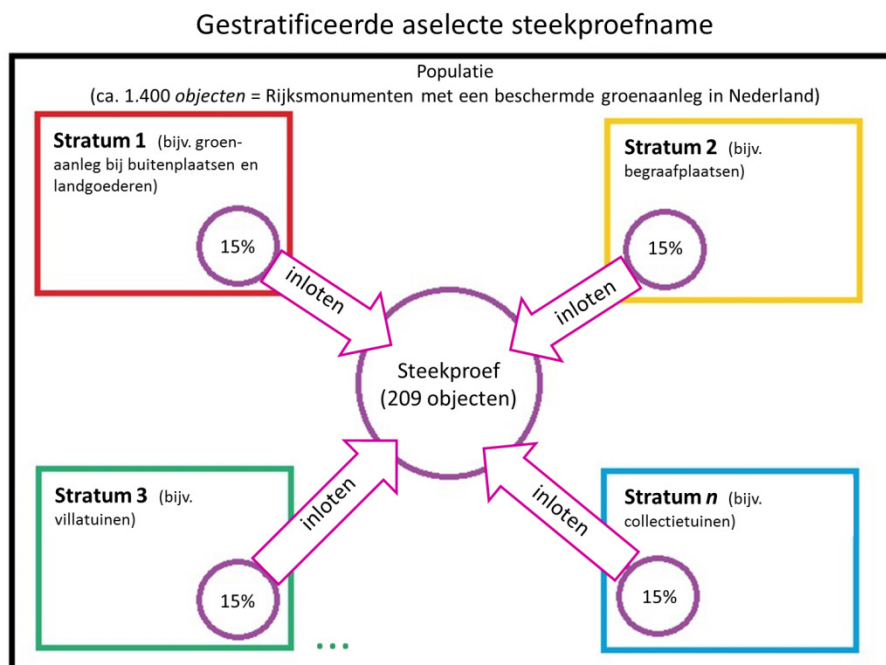 Gestratificeerde aselecte steekproefname
Populatie
(ca. 1.400 objecten = Rijksmonumenten met een beschermde groenaanleg in Nederland)
Stratum 1 (bijv. groen-
aanleg bij buitenplaatsen en
landgoederen)
15%
inloten
Stratum 2 (bijv.
begraafplaatsen)
15%
inloten
Steekproef
(209 objecten)
Stratum 3 (bijv.
villatuinen)
15%
inloten
Stratum n (bijv.
collectietuinen)
15%
inloten
...